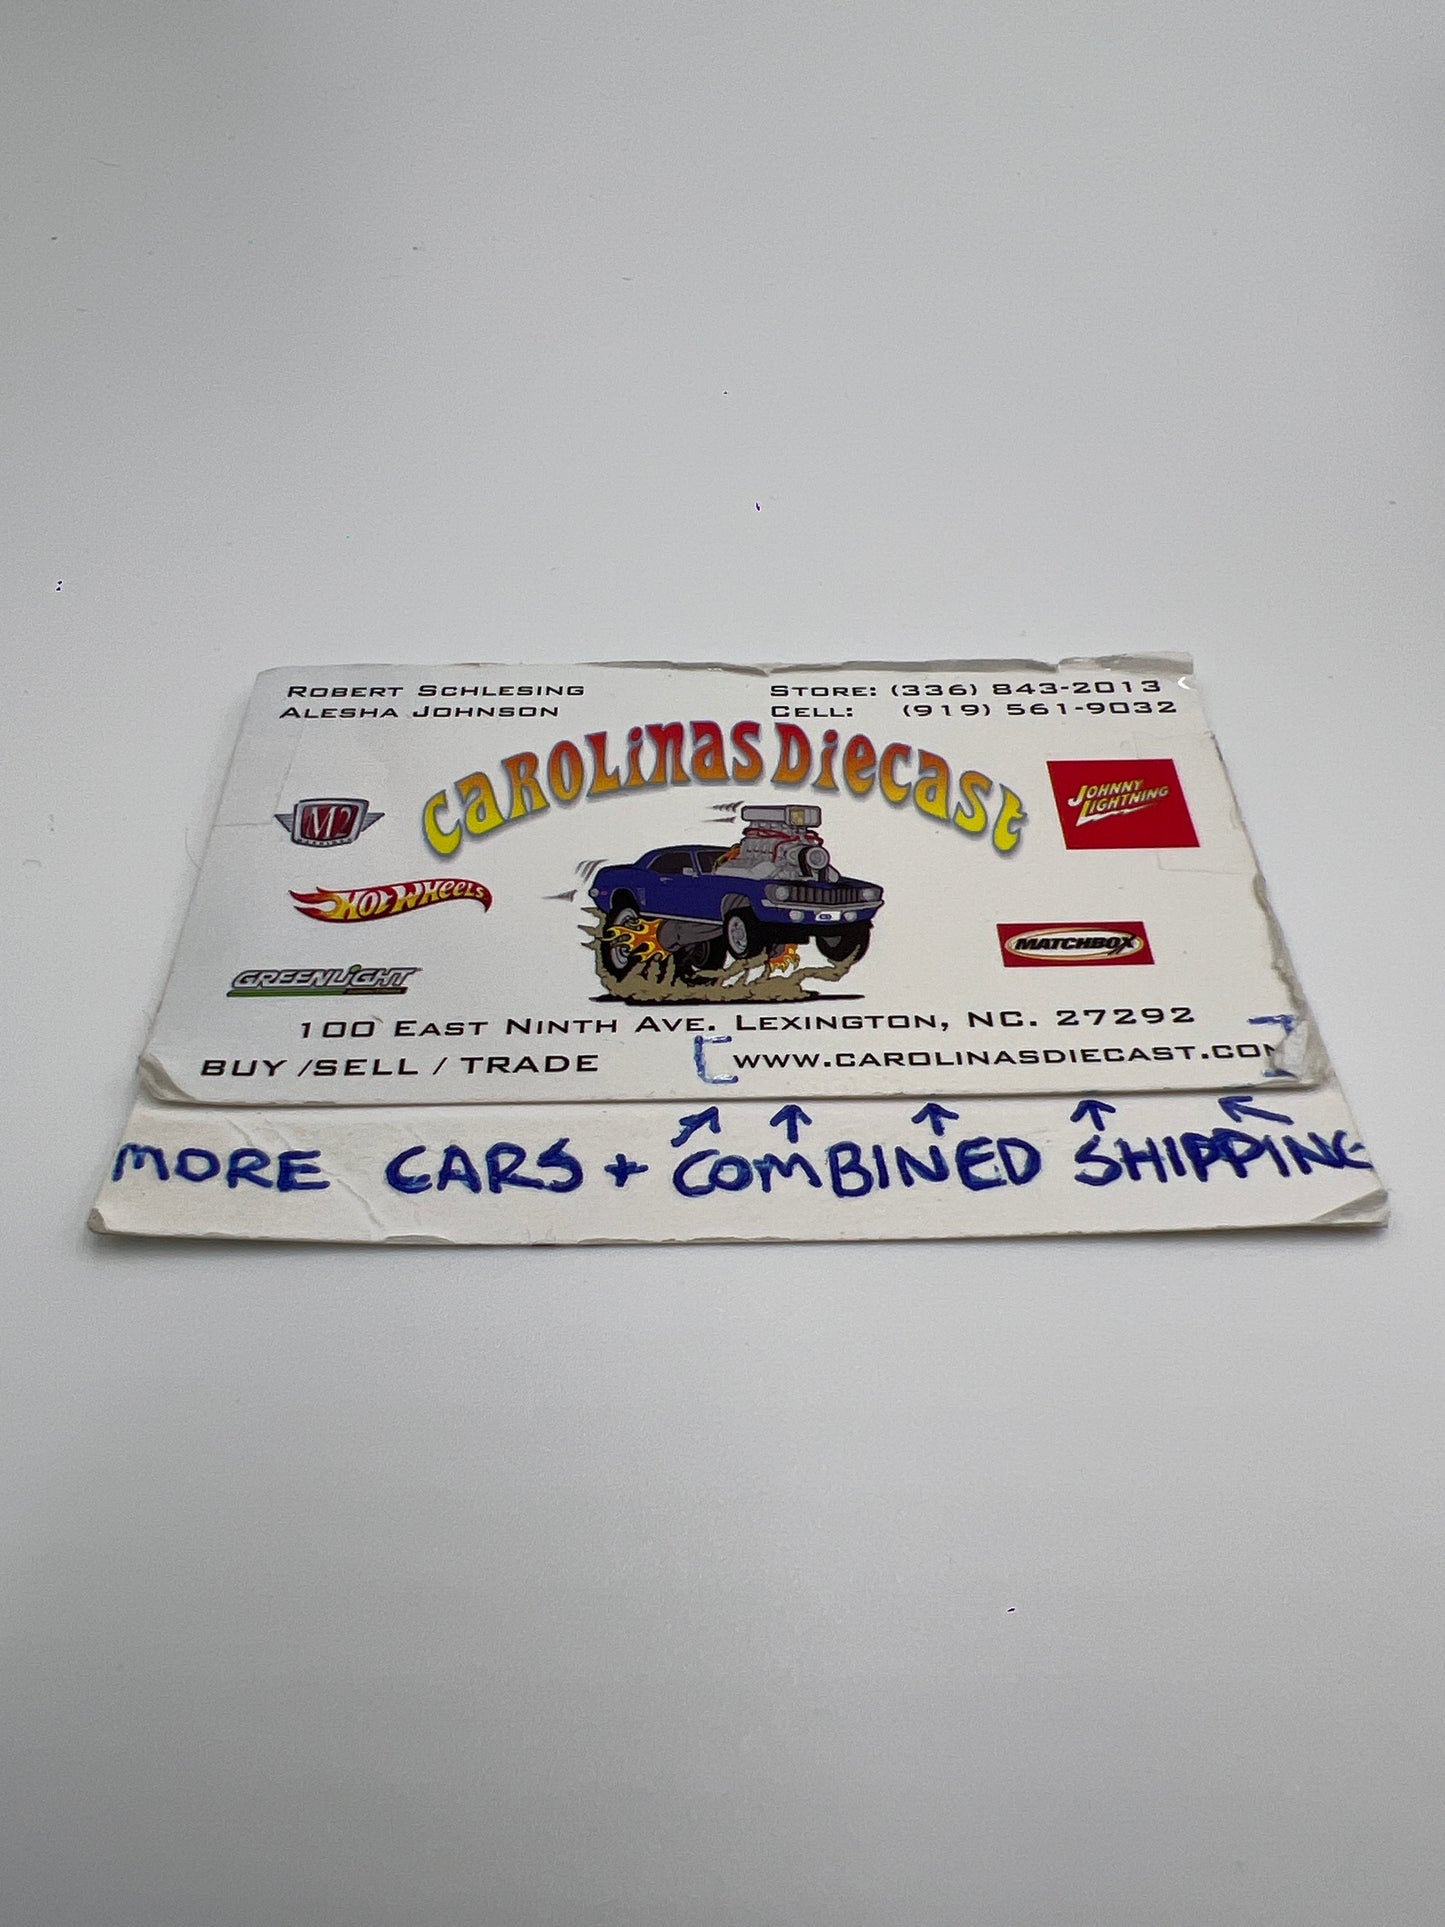 ROBERT SCHLESING
ALESHA JOHNSON
STORE: (336) 843-2013
CELL: (919) 561-9032
CAROLINAS DIECAST
M2
JOHNNY LIGHTNING
HOT WHEELS
MATCHBOX
GREENLIGHT
100 EAST NINTH AVE. LEXINGTON, NC. 27292
BUY /SELL / TRADE
[WWW.CAROLINASDIECAST.COM]
MORE CARS + COMBINED SHIPPING